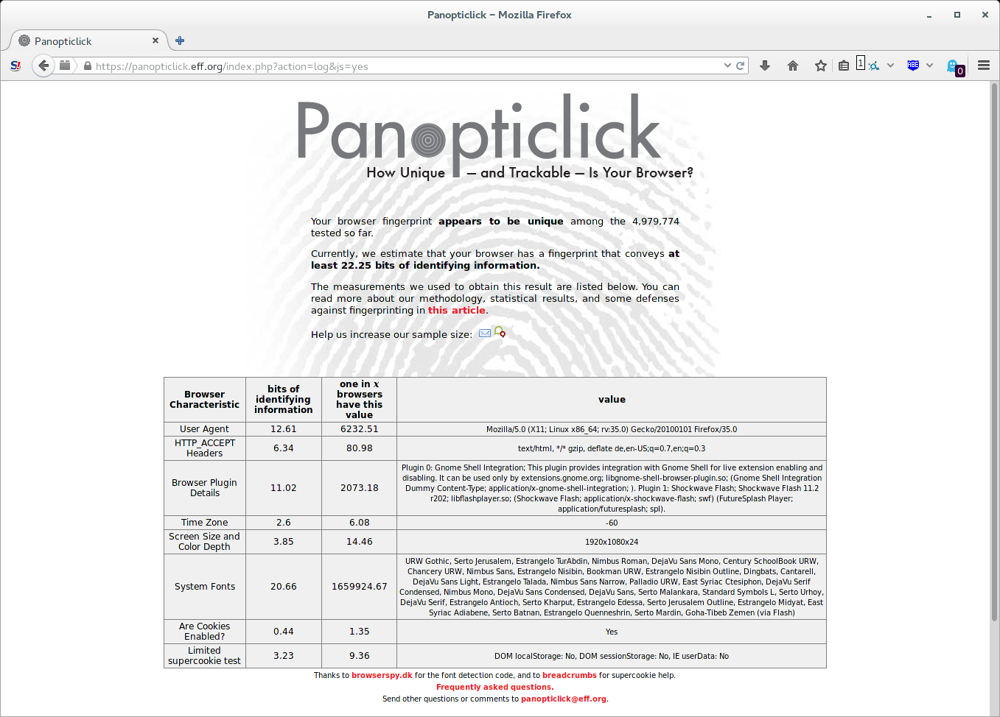 Panopticlick – Mozilla Firefox
Panopticlick
S!
https://panopticlick.eff.org/index.php?action=log&js=yes
1
ABE
0
Panopticlick
How Unique — and Trackable — Is Your Browser?
Your browser fingerprint appears to be unique among the 4,979,774
tested so far.
Currently, we estimate that your browser has a fingerprint that conveys at
least 22.25 bits of identifying information.
The measurements we used to obtain this result are listed below. You can
read more about our methodology, statistical results, and some defenses
against fingerprinting in this article.
Help us increase our sample size:
Browser
Characteristic
bits of
identifying
information
one in x
browsers
have this
value
value
User Agent
12.61
6232.51
Mozilla/5.0 (X11; Linux x86_64; rv:35.0) Gecko/20100101 Firefox/35.0
HTTP_ACCEPT
Headers
6.34
80.98
text/html, */* gzip, deflate de,en-US;q=0.7,en;q=0.3
Browser Plugin
Details
11.02
2073.18
Plugin 0: Gnome Shell Integration; This plugin provides integration with Gnome Shell for live extension enabling and
disabling. It can be used only by extensions.gnome.org; libgnome-shell-browser-plugin.so; (Gnome Shell Integration
Dummy Content-Type; application/x-gnome-shell-integration; ). Plugin 1: Shockwave Flash; Shockwave Flash 11.2
r202; libflashplayer.so; (Shockwave Flash; application/x-shockwave-flash; swf) (FutureSplash Player;
application/futuresplash; spl).
Time Zone
2.6
6.08
-60
Screen Size and
Color Depth
3.85
14.46
1920x1080x24
System Fonts
20.66
1659924.67
URW Gothic, Serto Jerusalem, Estrangelo TurAbdin, Nimbus Roman, DejaVu Sans Mono, Century SchoolBook URW,
Chancery URW, Nimbus Sans, Estrangelo Nisibin, Bookman URW, Estrangelo Nisibin Outline, Dingbats, Cantarell,
DejaVu Sans Light, Estrangelo Talada, Nimbus Sans Narrow, Palladio URW, East Syriac Ctesiphon, DejaVu Serif
Condensed, Nimbus Mono, DejaVu Sans Condensed, DejaVu Sans, Serto Malankara, Standard Symbols L, Serto Urhoy,
DejaVu Serif, Estrangelo Antioch, Serto Kharput, Estrangelo Edessa, Serto Jerusalem Outline, Estrangelo Midyat, East
Syriac Adiabene, Serto Batnan, Estrangelo Quenneshrin, Serto Mardin, Goha-Tibeb Zemen (via Flash)
Are Cookies
Enabled?
0.44
1.35
Yes
Limited
supercookie test
3.23
9.36
DOM localStorage: No, DOM sessionStorage: No, IE userData: No
Thanks to browserspy.dk for the font detection code, and to breadcrumbs for supercookie help.
Frequently asked questions.
Send other questions or comments to panopticlick@eff.org.